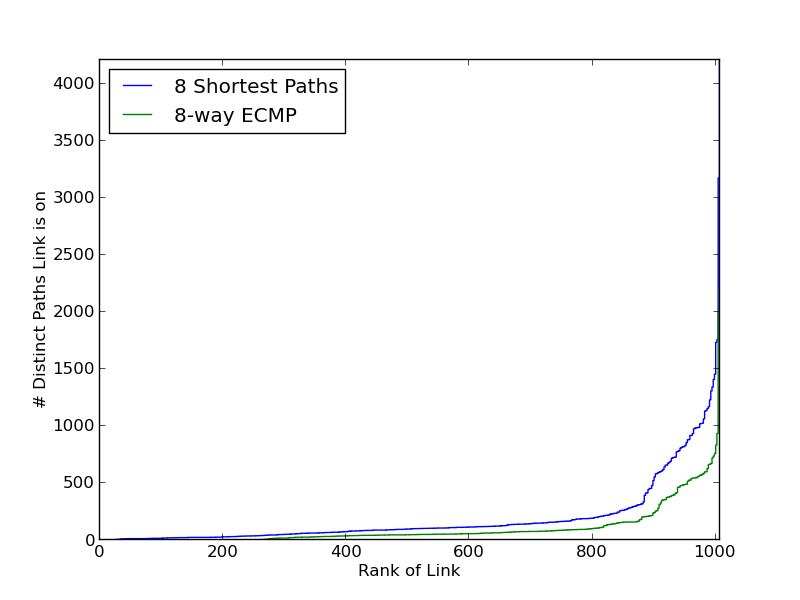 8 Shortest Paths
8-way ECMP
# Distinct Paths Link is on
4000
3500
3000
2500
2000
1500
1000
500
0
0 200 400 600 800 1000
Rank of Link